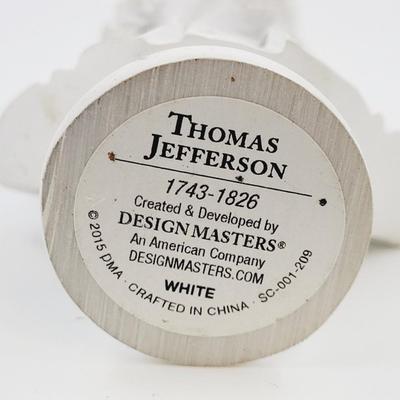 THOMAS
JEFFERSON
1743-1826
Created & Developed by
DESIGN MASTERS®
An American Company
DESIGNMASTERS.COM
WHITE
© 2015 DMA · CRAFTED IN CHINA · SC-001-209